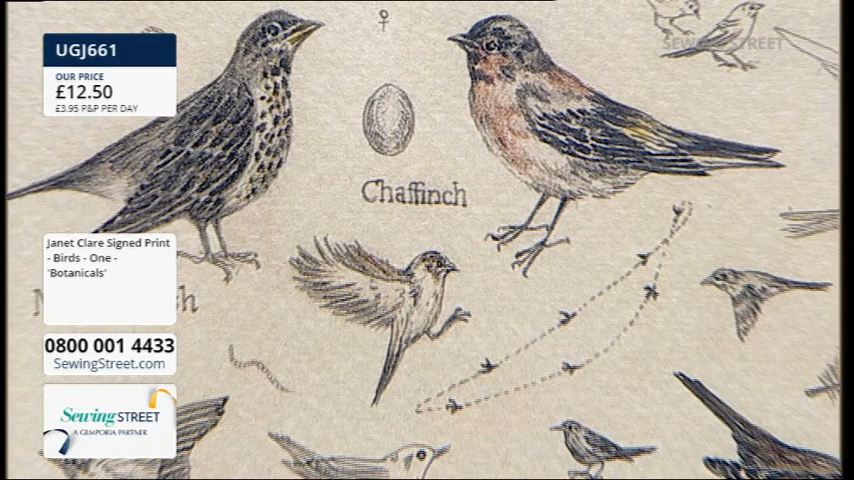 UGJ661
OUR PRICE
£12.50
£3.95 P&P PER DAY
♀
SEWING STREET
Chaffinch
Janet Clare Signed Print
- Birds - One -
'Botanicals'
0800 001 4433
SewingStreet.com
Sewing STREET
A GEMPORIA PARTNER